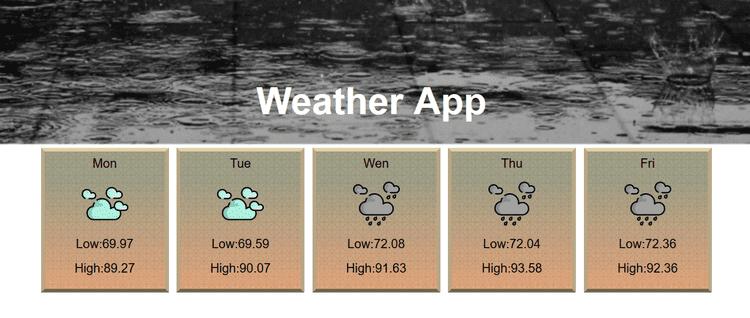 Weather App
Mon
Tue
Wen
Thu
Fri
Low:69.97
Low:69.59
Low:72.08
Low:72.04
Low:72.36
High:89.27
High:90.07
High:91.63
High:93.58
High:92.36